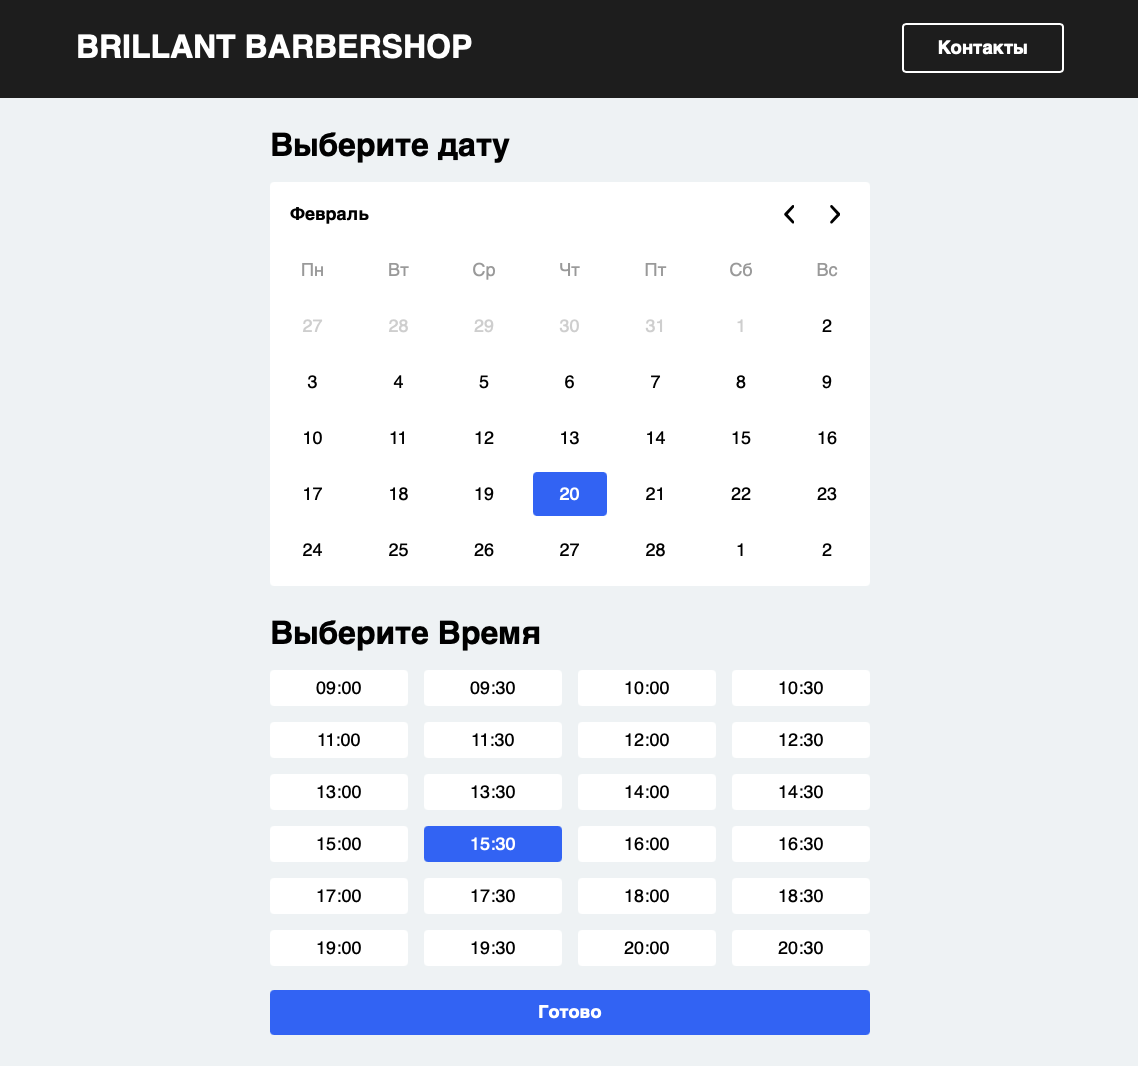 BRILLANT BARBERSHOP Контакты
Выберите дату
Февраль
Пн Вт Ср Чт Пт Сб Вс
27 28 29 30 31 1 2
3 4 5 6 7 8 9
10 11 12 13 14 15 16
17 18 19 20 21 22 23
24 25 26 27 28 1 2
Выберите Время
09:00 09:30 10:00 10:30
11:00 11:30 12:00 12:30
13:00 13:30 14:00 14:30
15:00 15:30 16:00 16:30
17:00 17:30 18:00 18:30
19:00 19:30 20:00 20:30
Готово